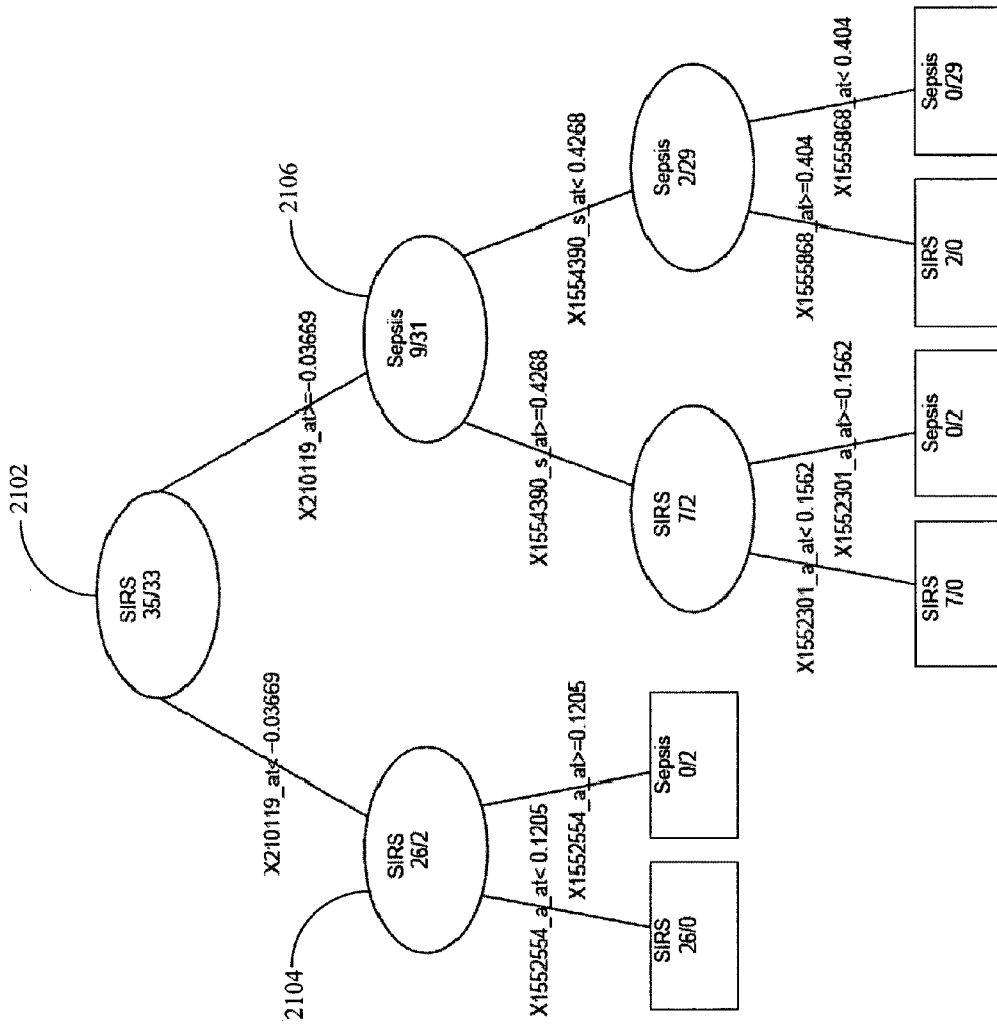 2102
SIRS
35/33
X210119_at< -0.03669
X210119_at>=-0.03669
2104
SIRS
26/2
2106
Sepsis
9/31
X1552554_a_at< 0.1205
X1552554_a_at>=0.1205
X1554390_s_at>=0.4268
X1554390_s_at< 0.4268
SIRS
26/0
Sepsis
0/2
SIRS
7/2
Sepsis
2/29
X1552301_a_at< 0.1562
X1552301_a_at>=0.1562
X1555868_at>=0.404
X1555868_at< 0.404
SIRS
7/0
Sepsis
0/2
SIRS
2/0
Sepsis
0/29